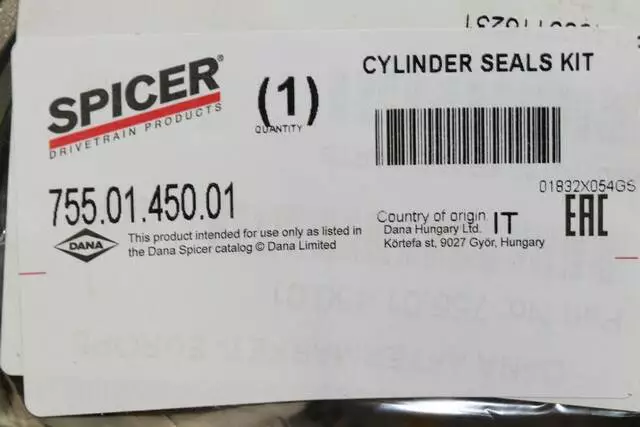 SPICER®
DRIVETRAIN PRODUCTS
(1)
QUANTITY
CYLINDER SEALS KIT
01832X054GS
755.01.450.01
DANA
This product intended for use only as listed in
the Dana Spicer catalog © Dana Limited
Country of origin IT
Dana Hungary Ltd.
Körtefa st, 9027 Györ, Hungary
EAC